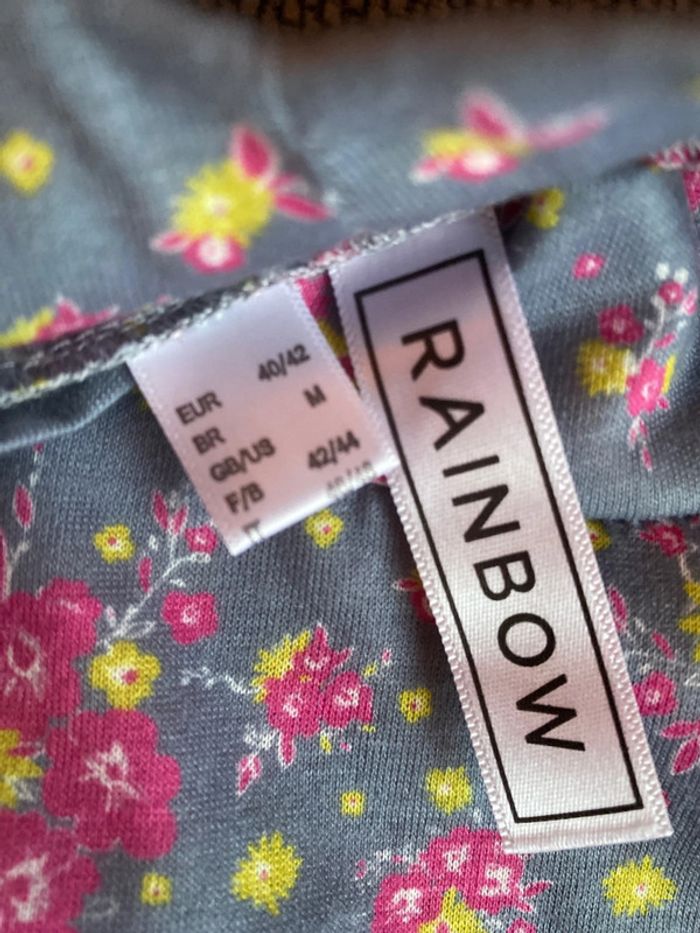 EUR 40/42
BR M
GB/US
F/B 42/44
RAINBOW